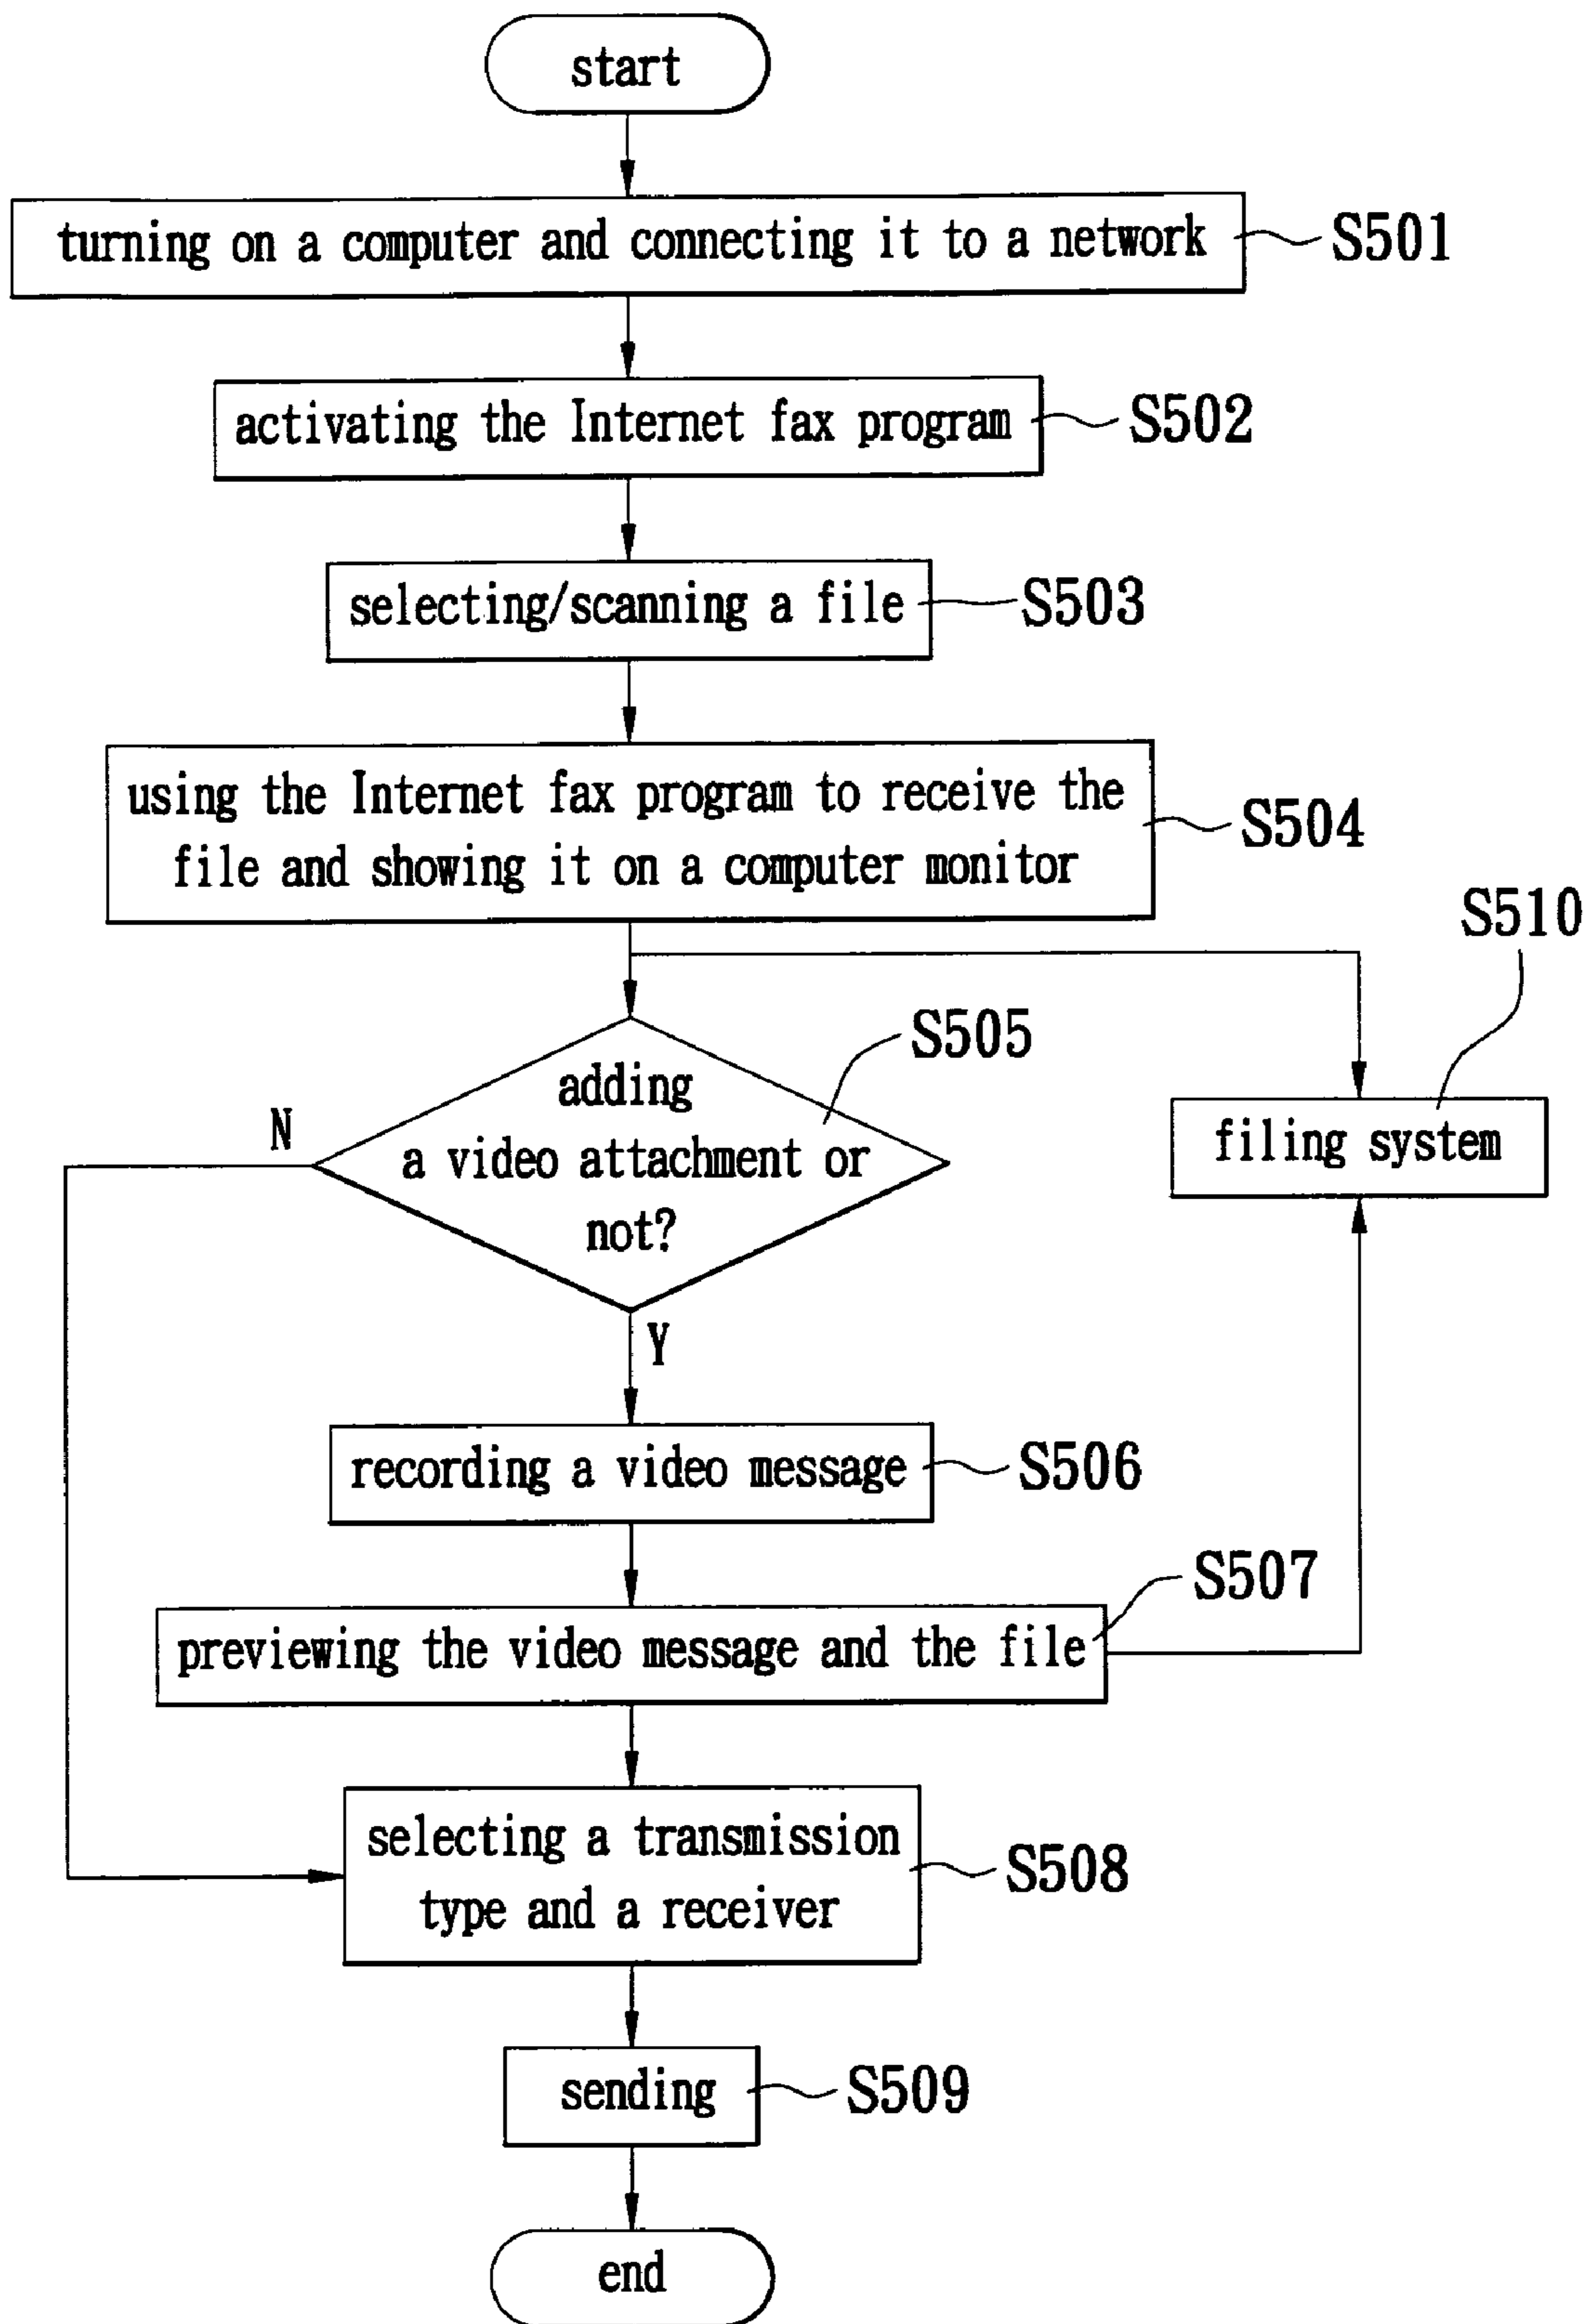 start
turning on a computer and connecting it to a network
S501
activating the Internet fax program
S502
selecting/scanning a file
S503
using the Internet fax program to receive the
file and showing it on a computer monitor
S504
S510
filing system
S505
adding
a video attachment or
not?
N
Y
recording a video message
S506
previewing the video message and the file
S507
selecting a transmission
type and a receiver
S508
sending
S509
end